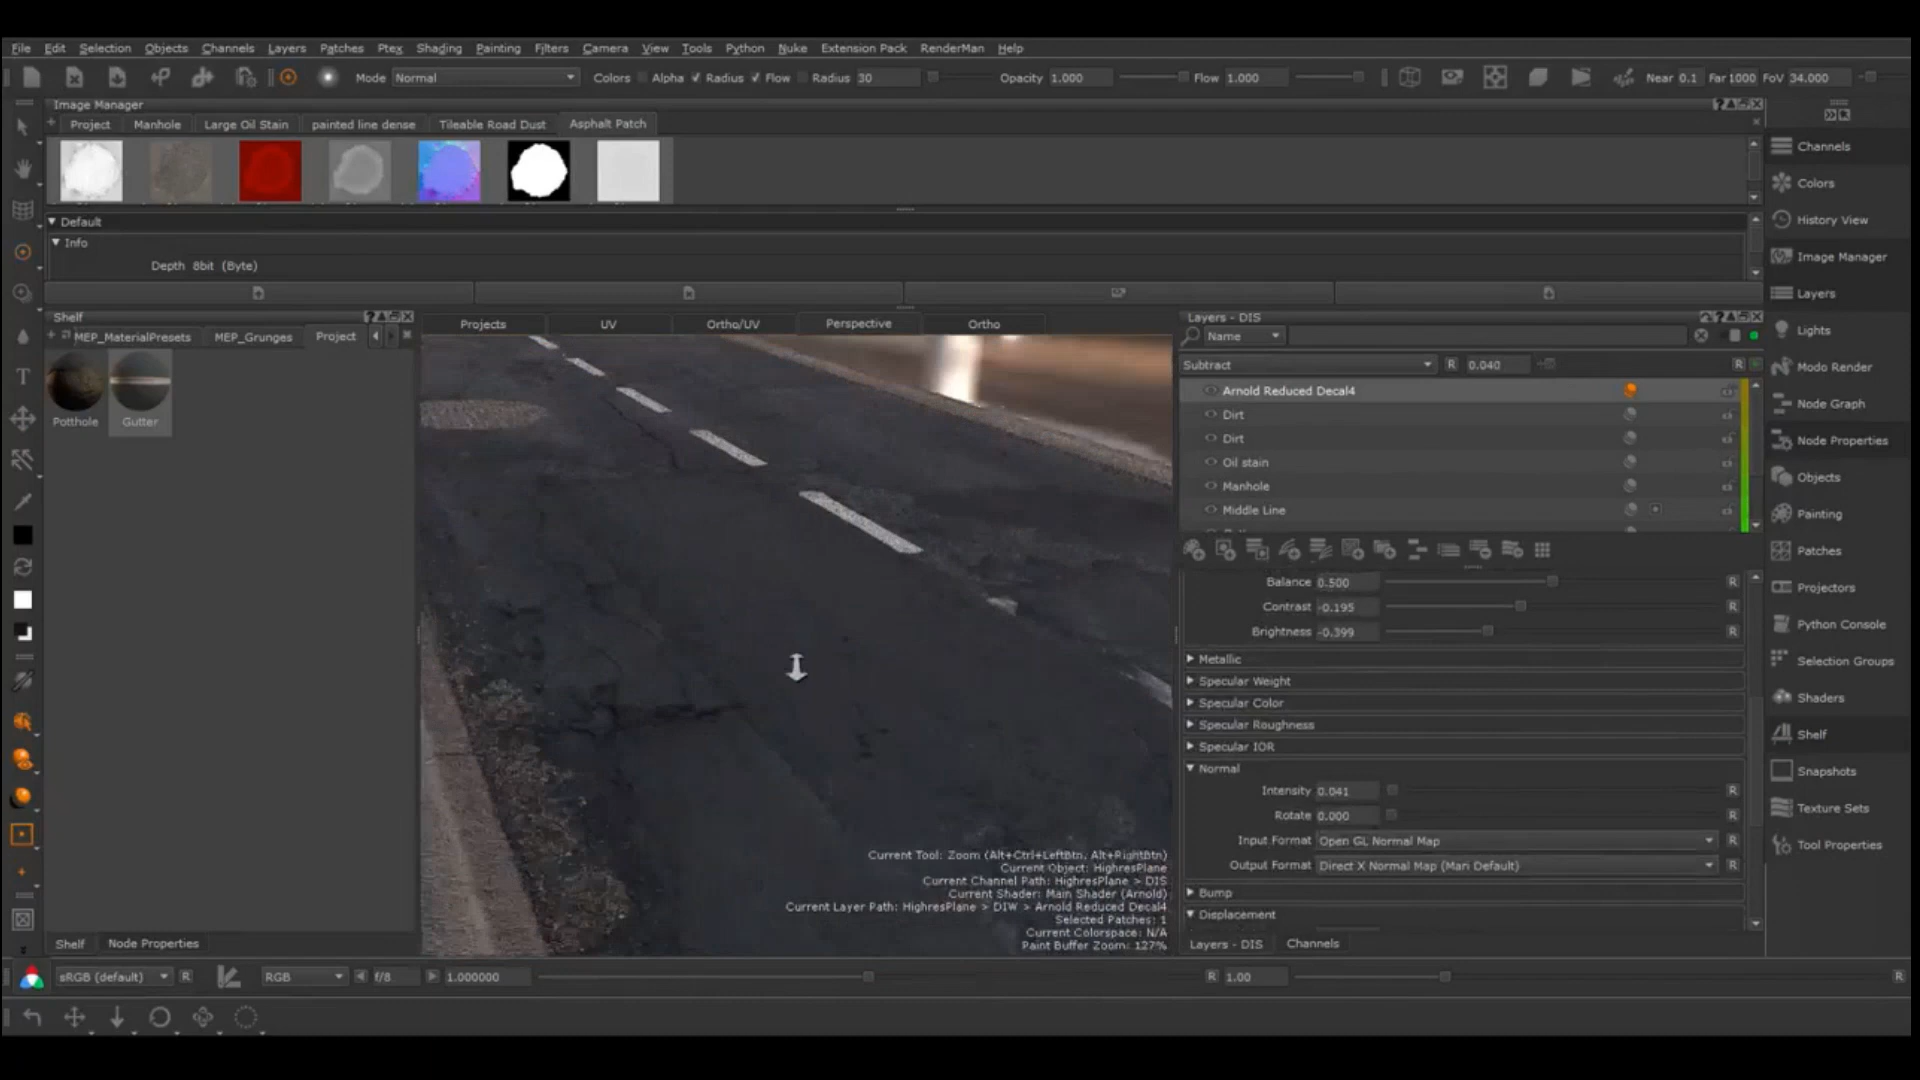 File Edit Selection Objects Channels Layers Patches Ptex Shading Painting Filters Camera View Tools Python Nuke Extension Pack RenderMan Help
Mode Normal Colors Alpha Radius Flow Radius 30 Opacity 1.000 Flow 1.000 Near 0.1 Far 1000 FoV 34.000
Image Manager
Project Manhole Large Oil Stain painted line dense Tileable Road Dust Asphalt Patch
Default
Info
Depth 8bit (Byte)
Shelf
MEP_MaterialPresets MEP_Grunges Project
Potthole Gutter
Shelf Node Properties
Projects UV Ortho/UV Perspective Ortho
Current Tool: Zoom (Alt+Ctrl+LeftBtn, Alt+RightBtn)
Current Object: HighresPlane
Current Channel Path: HighresPlane > DIS
Current Shader: Main Shader (Arnold)
Current Layer Path: HighresPlane > DIW > Arnold Reduced Decal4
Selected Patches: 1
Current Colorspace: N/A
Paint Buffer Zoom: 127%
Layers - DIS
Name
Subtract R 0.040 R
Arnold Reduced Decal4
Dirt
Dirt
Oil stain
Manhole
Middle Line
Balance 0.500 R
Contrast -0.195 R
Brightness -0.399 R
Metallic
Specular Weight
Specular Color
Specular Roughness
Specular IOR
Normal
Intensity 0.041 R
Rotate 0.000 R
Input Format Open GL Normal Map R
Output Format Direct X Normal Map (Mari Default) R
Bump
Displacement
Layers - DIS Channels
Channels
Colors
History View
Image Manager
Layers
Lights
Modo Render
Node Graph
Node Properties
Objects
Painting
Patches
Projectors
Python Console
Selection Groups
Shaders
Shelf
Snapshots
Texture Sets
Tool Properties
sRGB (default) R RGB f/8 1.000000 R 1.00 R